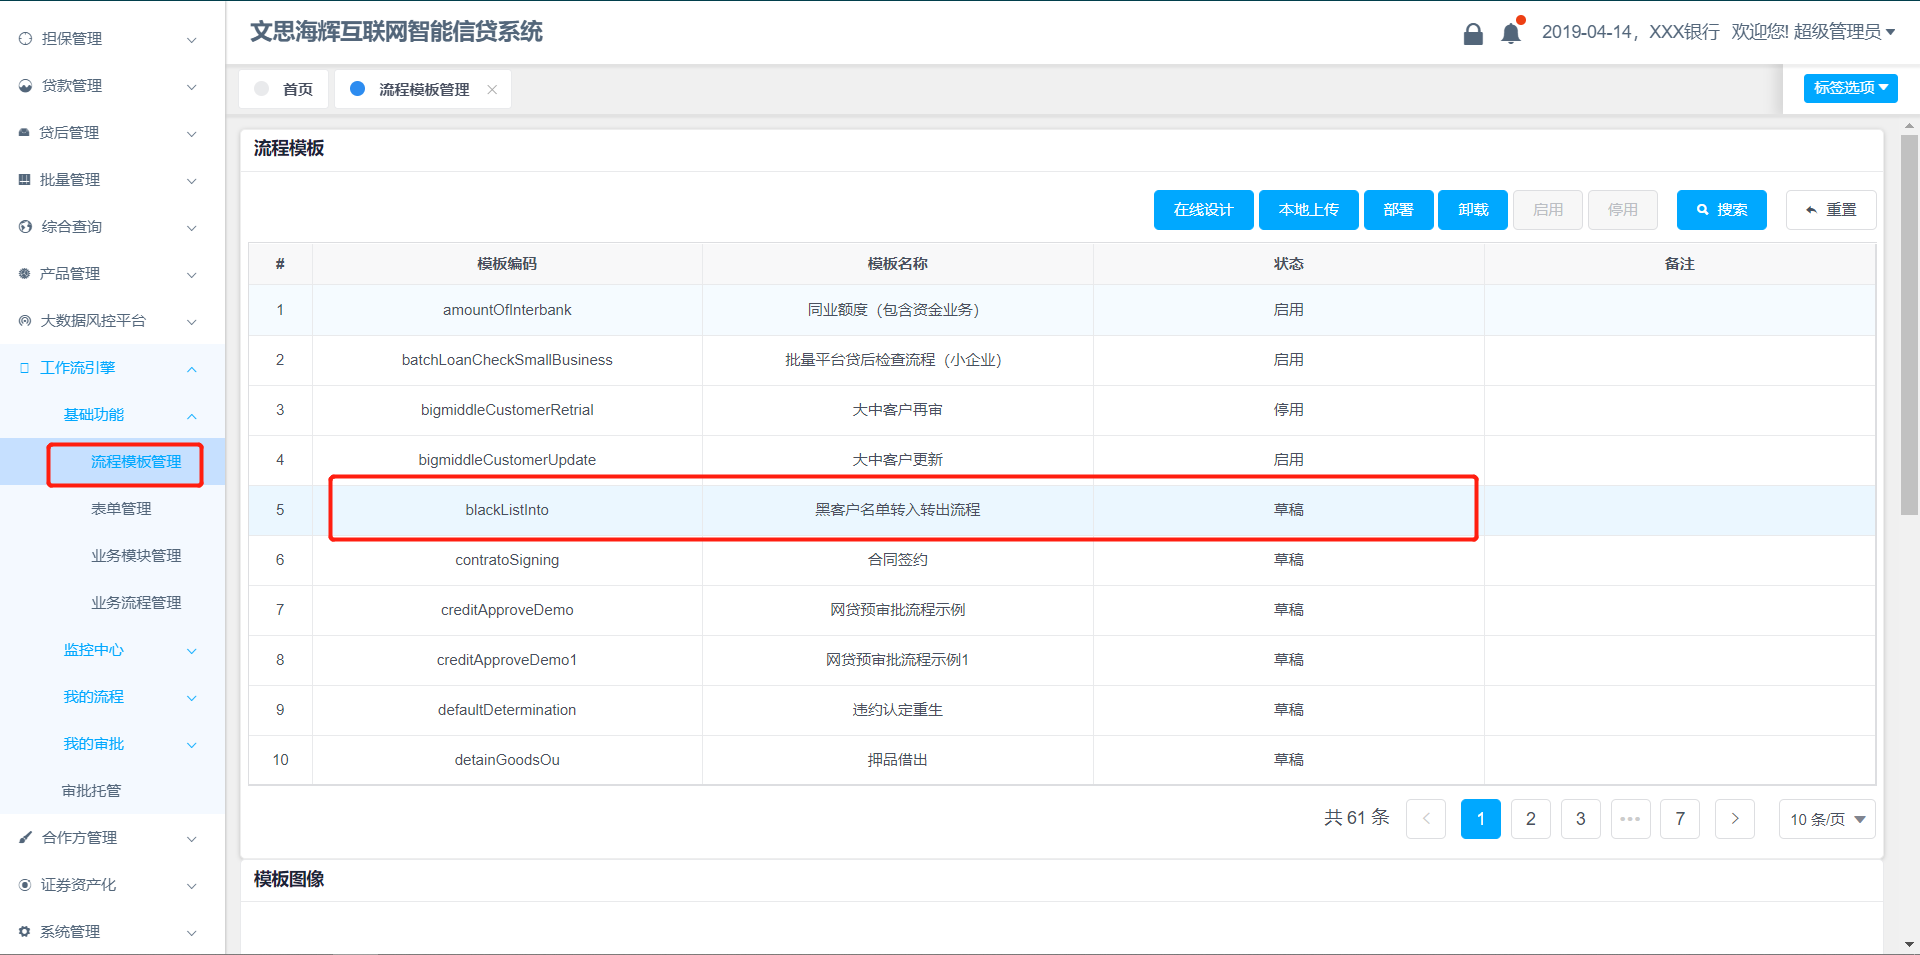 文思海辉互联网智能信贷系统
2019-04-14，XXX银行 欢迎您! 超级管理员
担保管理
贷款管理
贷后管理
批量管理
综合查询
产品管理
大数据风控平台
工作流引擎
基础功能
流程模板管理
表单管理
业务模块管理
业务流程管理
监控中心
我的流程
我的审批
审批托管
合作方管理
证券资产化
系统管理
首页 流程模板管理
标签选项
流程模板
在线设计 本地上传 部署 卸载 启用 停用 搜索 重置
# 模板编码 模板名称 状态 备注
1 amountOfInterbank 同业额度（包含资金业务） 启用
2 batchLoanCheckSmallBusiness 批量平台贷后检查流程（小企业） 启用
3 bigmiddleCustomerRetrial 大中客户再审 停用
4 bigmiddleCustomerUpdate 大中客户更新 启用
5 blackListInto 黑客户名单转入转出流程 草稿
6 contratoSigning 合同签约 草稿
7 creditApproveDemo 网贷预审批流程示例 草稿
8 creditApproveDemo1 网贷预审批流程示例1 草稿
9 defaultDetermination 违约认定重生 草稿
10 detainGoodsOu 押品借出 草稿
共 61 条 1 2 3 ••• 7 10 条/页
模板图像